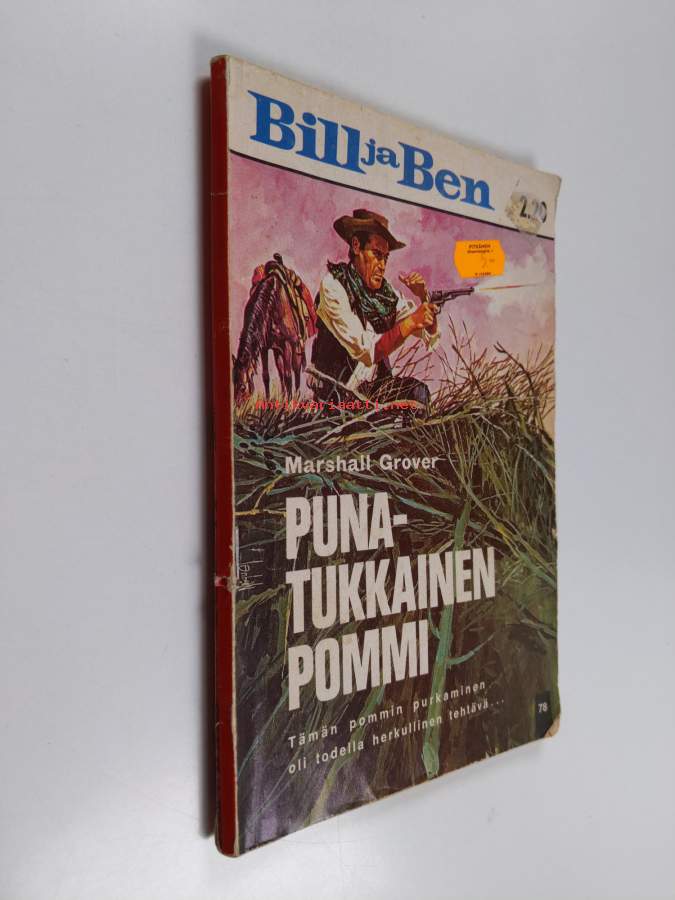 Bill ja Ben
2.20
Antikvariaatti.net
Marshall Grover
PUNA-
TUKKAINEN
POMMI
Tämän pommin purkaminen
oli todella herkullinen tehtävä...
78